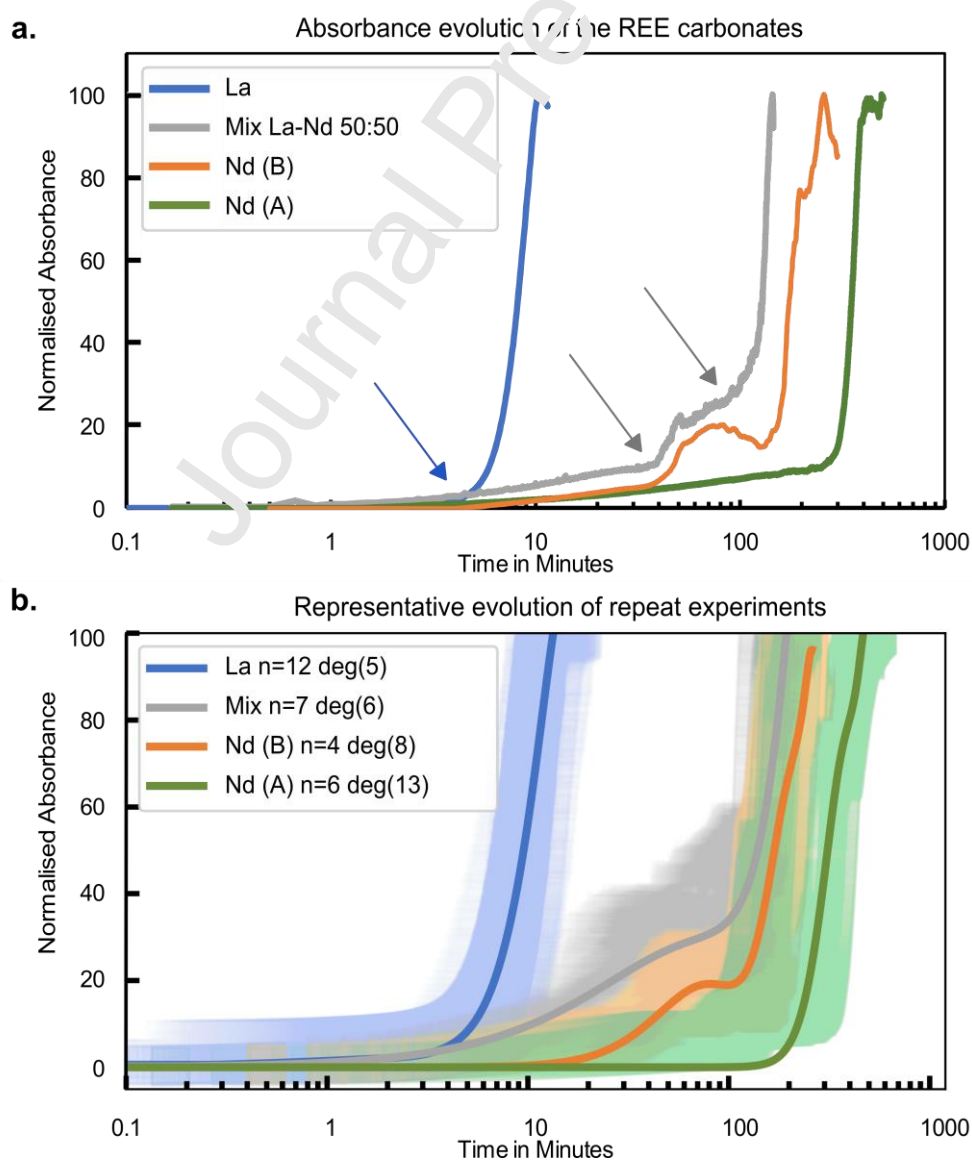 a.
Absorbance evolution of the REE carbonates
Normalised Absorbance
100
80
60
40
20
0
La
Mix La-Nd 50:50
Nd (B)
Nd (A)
0.1 1 10 100 1000
Time in Minutes
Journal Pre
b.
Representative evolution of repeat experiments
Normalised Absorbance
100
80
60
40
20
0
La n=12 deg(5)
Mix n=7 deg(6)
Nd (B) n=4 deg(8)
Nd (A) n=6 deg(13)
0.1 1 10 100 1000
Time in Minutes